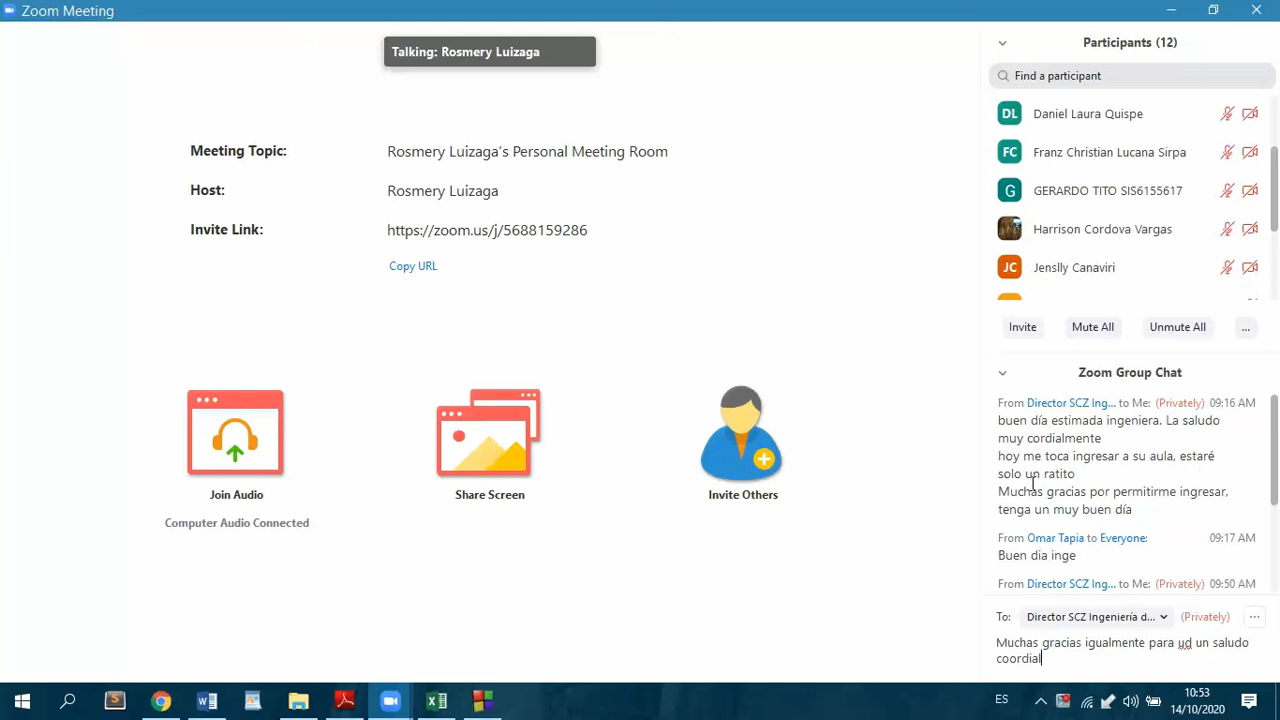 Zoom Meeting
Talking: Rosmery Luizaga
Meeting Topic: Rosmery Luizaga's Personal Meeting Room
Host: Rosmery Luizaga
Invite Link: https://zoom.us/j/5688159286
Copy URL
Join Audio
Computer Audio Connected
Share Screen
Invite Others
Participants (12)
Find a participant
DL Daniel Laura Quispe
FC Franz Christian Lucana Sirpa
G GERARDO TITO SIS6155617
Harrison Cordova Vargas
JC Jenslly Canaviri
Invite Mute All Unmute All ...
Zoom Group Chat
From Director SCZ Ing... to Me: (Privately) 09:16 AM
buen día estimada ingeniera. La saludo
muy cordialmente
hoy me toca ingresar a su aula, estaré
solo un ratito
Muchas gracias por permitirme ingresar,
tenga un muy buen día
From Omar Tapia to Everyone: 09:17 AM
Buen dia inge
From Director SCZ Ing... to Me: (Privately) 09:50 AM
To: Director SCZ Ingeniería d... (Privately) ...
Muchas gracias igualmente para ud un saludo
coordial
ES
10:53
14/10/2020